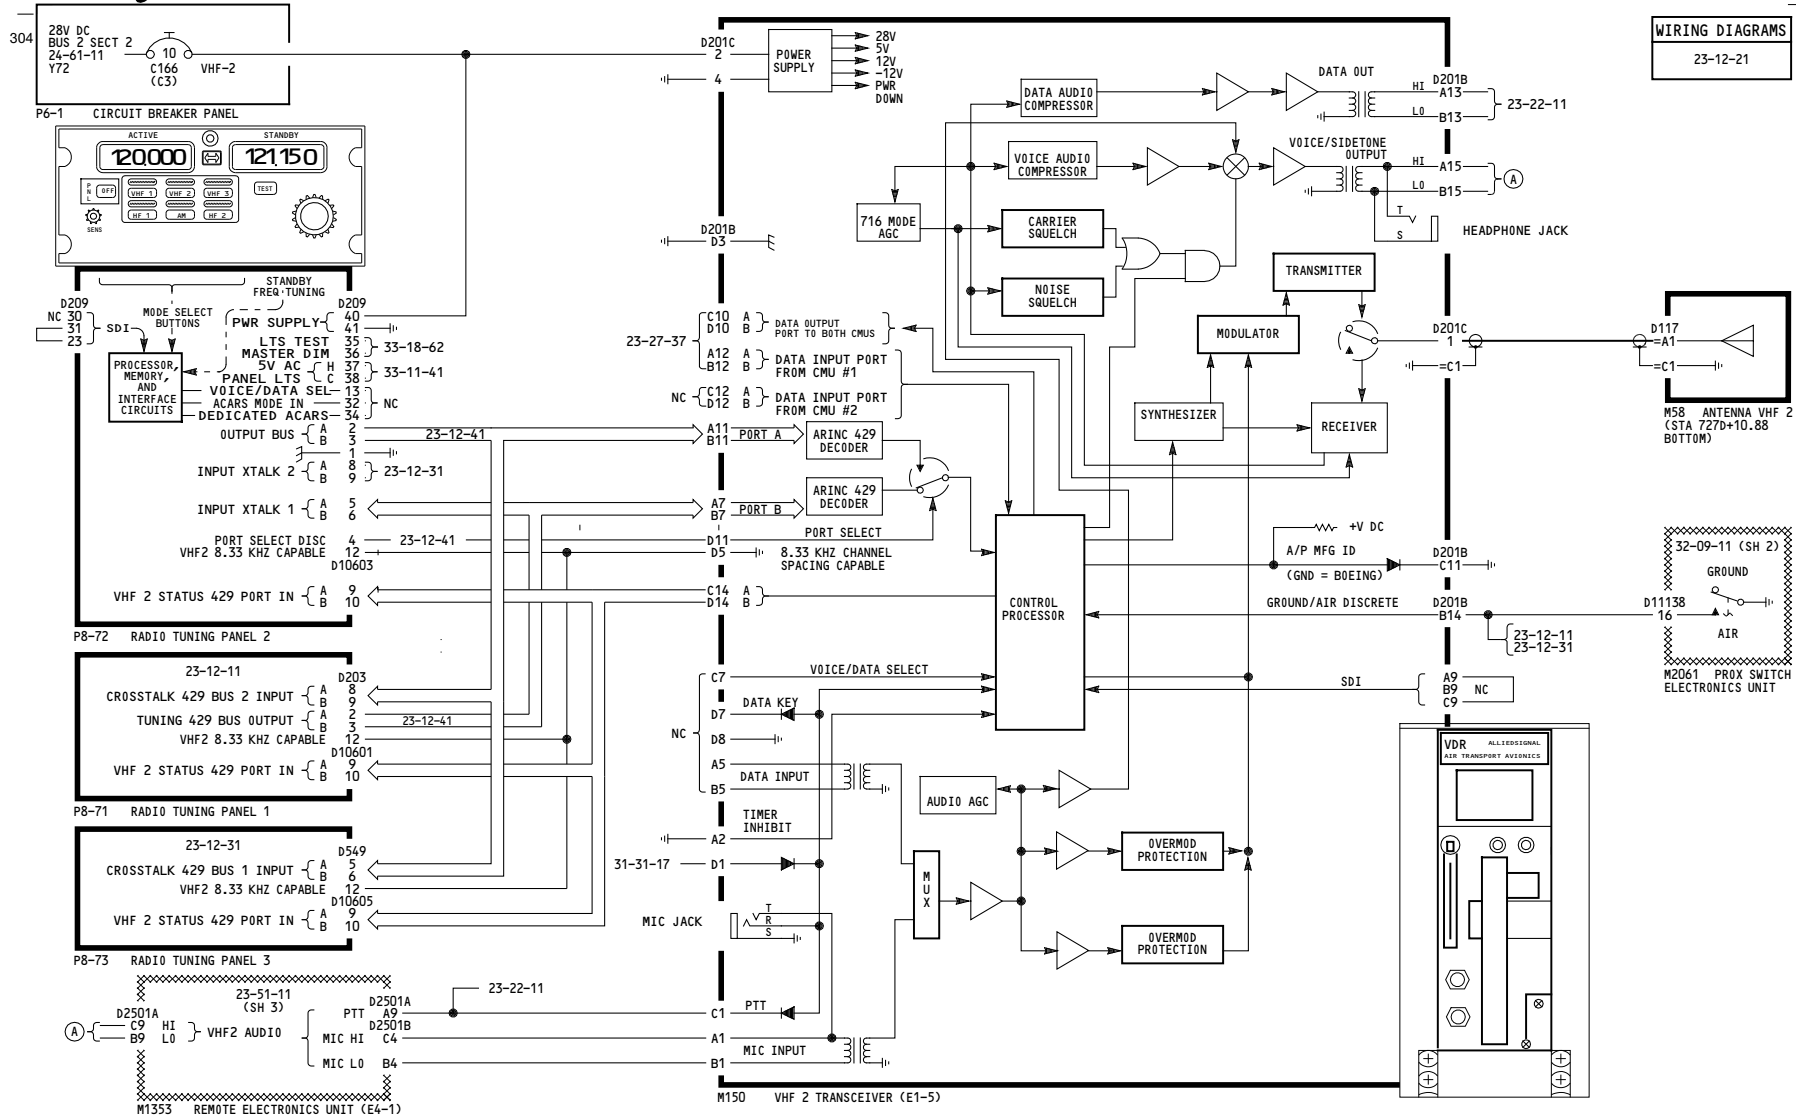 304
28V DC
BUS 2 SECT 2
24-61-11
Y72
10
C166
(C3)
VHF-2
P6-1 CIRCUIT BREAKER PANEL
ACTIVE
STANDBY
120.000
121.150
P
N
L
OFF
VHF 1
VHF 2
VHF 3
TEST
HF 1
AM
HF 2
SENS
STANDBY
FREQ TUNING
MODE SELECT
BUTTONS
D209
NC 30
31
23
SDI
PROCESSOR,
MEMORY,
AND
INTERFACE
CIRCUITS
D209
PWR SUPPLY
40
41
LTS TEST 35
MASTER DIM 36
33-18-62
5V AC H 37
PANEL LTS C 38
33-11-41
VOICE/DATA SEL 13
ACARS MODE IN 32
DEDICATED ACARS 34
NC
OUTPUT BUS A 2
B 3
23-12-41
1
INPUT XTALK 2 A 8
B 9
23-12-31
INPUT XTALK 1 A 5
B 6
PORT SELECT DISC 4 23-12-41
VHF2 8.33 KHZ CAPABLE 12
D10603
VHF 2 STATUS 429 PORT IN A 9
B 10
P8-72 RADIO TUNING PANEL 2
23-12-11
D203
CROSSTALK 429 BUS 2 INPUT A 8
B 9
TUNING 429 BUS OUTPUT A 2
B 3
23-12-41
VHF2 8.33 KHZ CAPABLE 12
D10601
VHF 2 STATUS 429 PORT IN A 9
B 10
P8-71 RADIO TUNING PANEL 1
23-12-31
D549
CROSSTALK 429 BUS 1 INPUT A 5
B 6
VHF2 8.33 KHZ CAPABLE 12
D10605
VHF 2 STATUS 429 PORT IN A 9
B 10
P8-73 RADIO TUNING PANEL 3
23-51-11
(SH 3)
D2501A
A
C9 HI
B9 LO
VHF2 AUDIO
D2501A
PTT A9
D2501B
MIC HI C4
MIC LO B4
23-22-11
M1353 REMOTE ELECTRONICS UNIT (E4-1)
D201C
2
4
POWER
SUPPLY
28V
5V
12V
-12V
PWR
DOWN
D201B
D3
23-27-37
C10 A
D10 B
DATA OUTPUT
PORT TO BOTH CMUS
A12 A
B12 B
DATA INPUT PORT
FROM CMU #1
NC
C12 A
D12 B
DATA INPUT PORT
FROM CMU #2
A11
B11
PORT A
ARINC 429
DECODER
A7
B7
PORT B
ARINC 429
DECODER
D11
PORT SELECT
D5
8.33 KHZ CHANNEL
SPACING CAPABLE
C14 A
D14 B
CONTROL
PROCESSOR
C7
VOICE/DATA SELECT
NC
D7
DATA KEY
D8
A5
DATA INPUT
B5
TIMER
INHIBIT
A2
31-31-17
D1
MIC JACK
T
R
S
C1
PTT
A1
MIC INPUT
B1
M150 VHF 2 TRANSCEIVER (E1-5)
MUX
AUDIO AGC
OVERMOD
PROTECTION
OVERMOD
PROTECTION
DATA AUDIO
COMPRESSOR
VOICE AUDIO
COMPRESSOR
716 MODE
AGC
CARRIER
SQUELCH
NOISE
SQUELCH
TRANSMITTER
MODULATOR
SYNTHESIZER
RECEIVER
DATA OUT
VOICE/SIDETONE
OUTPUT
D201B
HI A13
LO B13
23-22-11
HI A15
LO B15
A
T
S
HEADPHONE JACK
D201C
1
=C1
D117
=A1
=C1
M58 ANTENNA VHF 2
(STA 727D+10.88
BOTTOM)
+V DC
A/P MFG ID
(GND = BOEING)
D201B
C11
GROUND/AIR DISCRETE
D201B
B14
23-12-11
23-12-31
SDI
A9
B9
C9
NC
32-09-11 (SH 2)
GROUND
D11138
16
AIR
M2061 PROX SWITCH
ELECTRONICS UNIT
VDR
ALLIEDSIGNAL
AIR TRANSPORT AVIONICS
WIRING DIAGRAMS
23-12-21